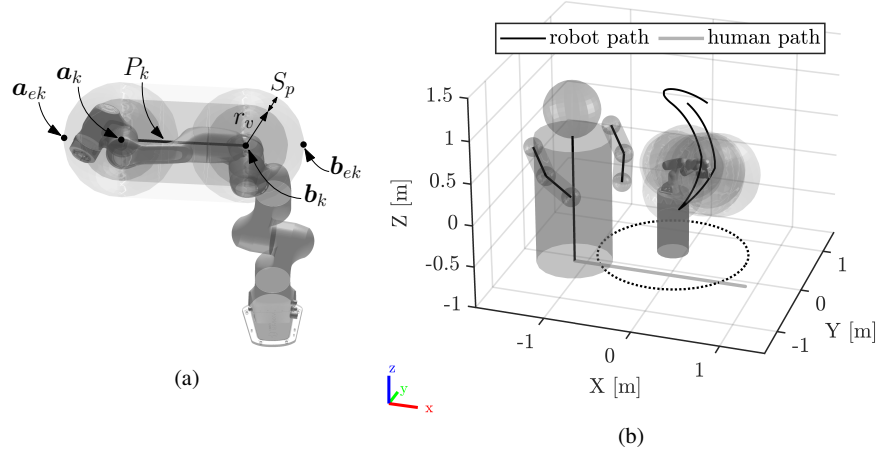 a_ek
a_k
P_k
S_p
r_v
b_ek
b_k
(a)
robot path
human path
1.5
1
0.5
0
-0.5
-1
Z [m]
-1
0
1
X [m]
1
0
-1
Y [m]
z
y
x
(b)